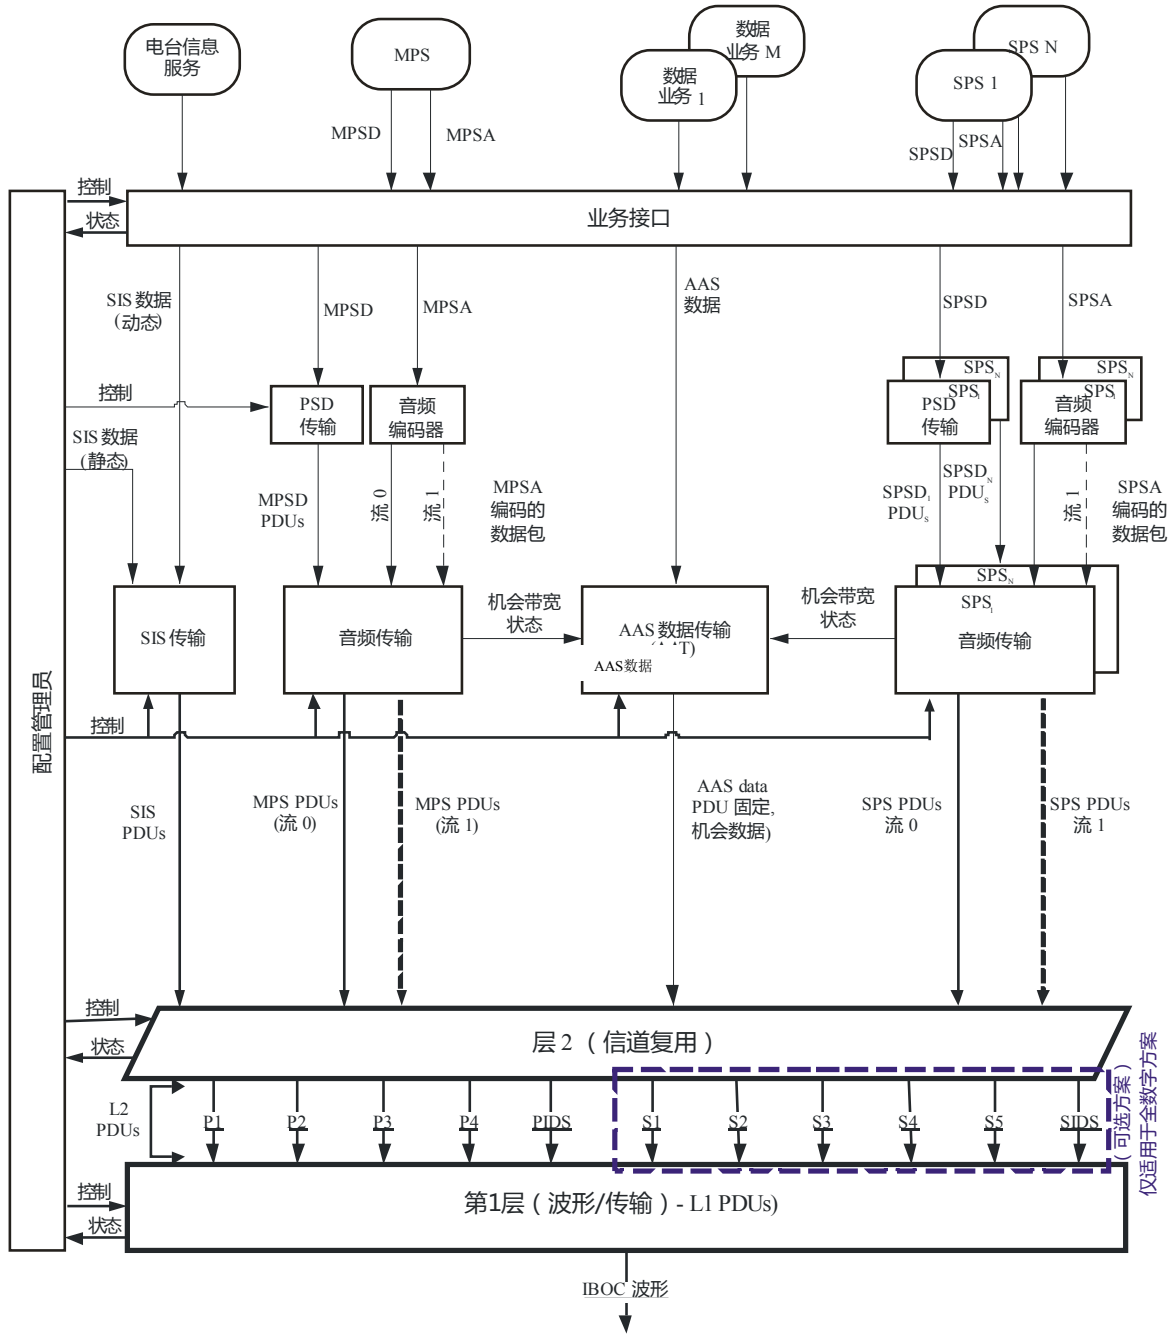 电台信息
服务
MPS
数据
业务 M
数据
业务 1
SPS N
SPS 1
MPSD
MPSA
SPSD
SPSA
控制
状态
业务接口
SIS 数据
(动态)
MPSD
MPSA
AAS
数据
SPSD
SPSA
控制
PSD
传输
音频
编码器
SPSN
SPS1
PSD
传输
SPSN
SPS1
音频
编码器
SIS 数据
(静态)
MPSD
PDUs
流 0
流 1
MPSA
编码的
数据包
SPSD1
PDUS
SPSDN
PDUS
流 1
SPSA
编码的
数据包
SIS 传输
音频传输
机会带宽
状态
AAS 数据传输
AAS数据
机会带宽
状态
SPSN
SPS1
音频传输
配置管理员
控制
SIS
PDUs
MPS PDUs
(流 0)
MPS PDUs
(流 1)
AAS data
PDU 固定,
机会数据)
SPS PDUs
流 0
SPS PDUs
流 1
控制
状态
层 2 （信道复用）
L2
PDUs
P1
P2
P3
P4
PIDS
S1
S2
S3
S4
S5
SIDS
（可选方案）
仅适用于全数字方案
控制
状态
第1层（波形/传输）- L1 PDUs)
IBOC 波形